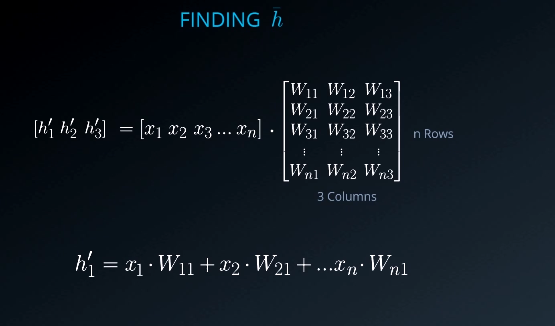 FINDING h̄
[h′₁ h′₂ h′₃] = [x₁ x₂ x₃ ... xₙ] · [W₁₁ W₁₂ W₁₃
W₂₁ W₂₂ W₂₃
W₃₁ W₃₂ W₃₃
⋮ ⋮ ⋮
Wₙ₁ Wₙ₂ Wₙ₃]
n Rows
3 Columns
h′₁ = x₁ · W₁₁ + x₂ · W₂₁ + ...xₙ · Wₙ₁